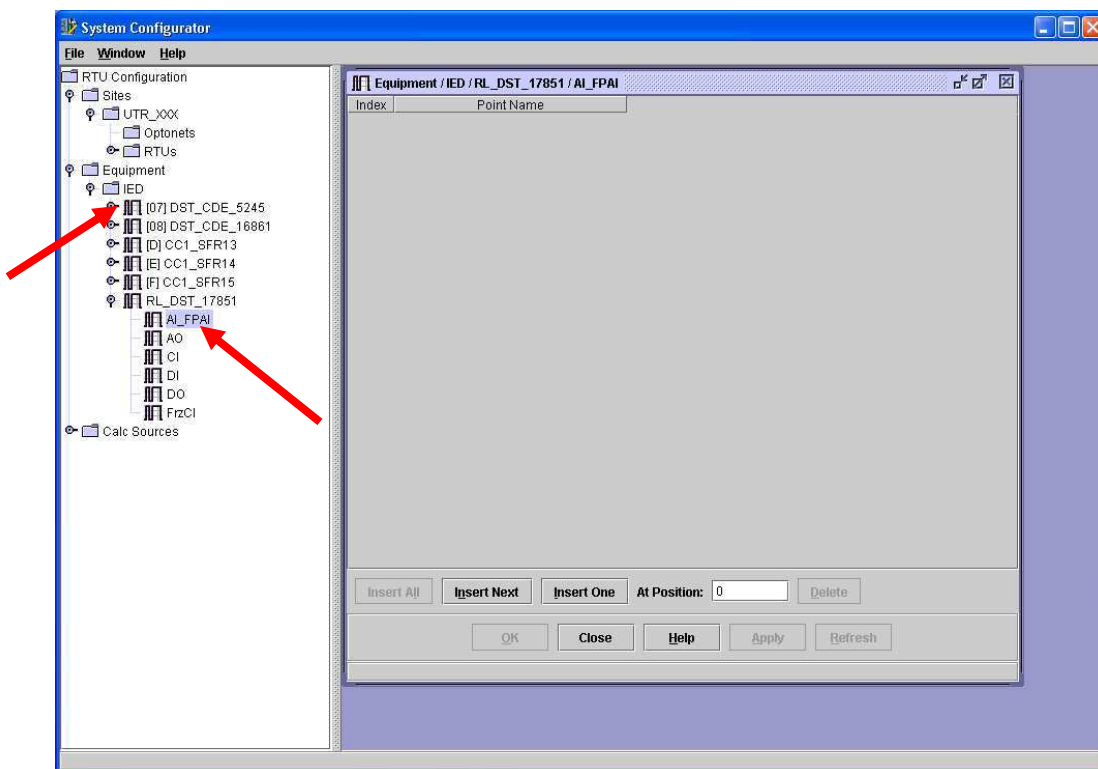 System Configurator
File Window Help
RTU Configuration
Sites
UTR_XXX
Optonets
RTUs
Equipment
IED
[07] DST_CDE_5245
[08] DST_CDE_16861
[D] CC1_SFR13
[E] CC1_SFR14
[F] CC1_SFR15
RL_DST_17851
AI_FPAI
AO
CI
DI
DO
FrzCI
Calc Sources
Equipment / IED / RL_DST_17851 / AI_FPAI
Index Point Name
Insert All Insert Next Insert One At Position: 0 Delete
OK Close Help Apply Refresh